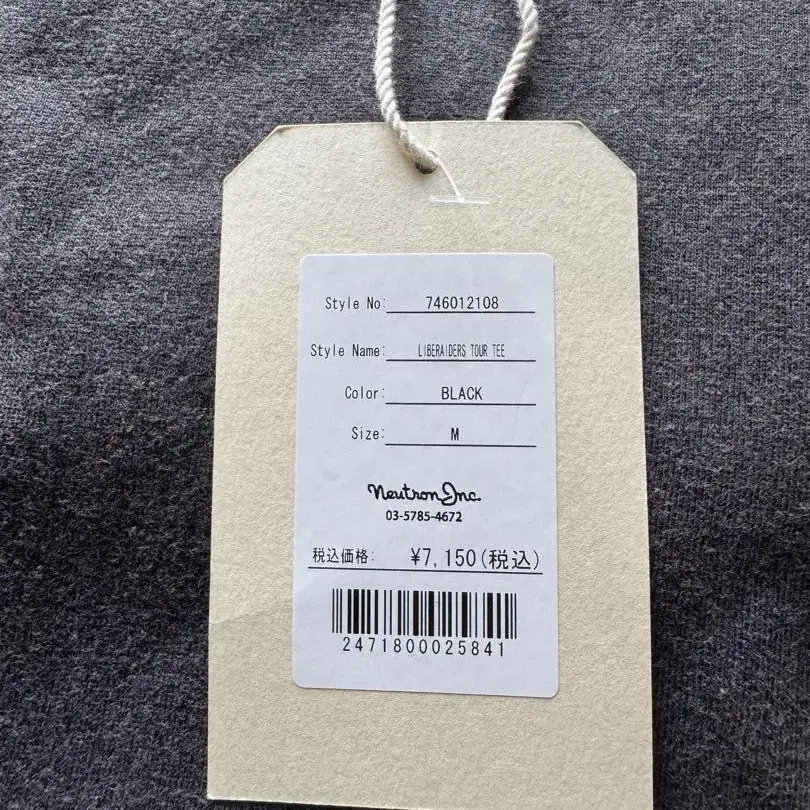 Style No: 746012108
Style Name: LIBERAIDERS TOUR TEE
Color: BLACK
Size: M
Neutron Inc.
03-5785-4672
税込価格: ¥7,150(税込)
2471800025841